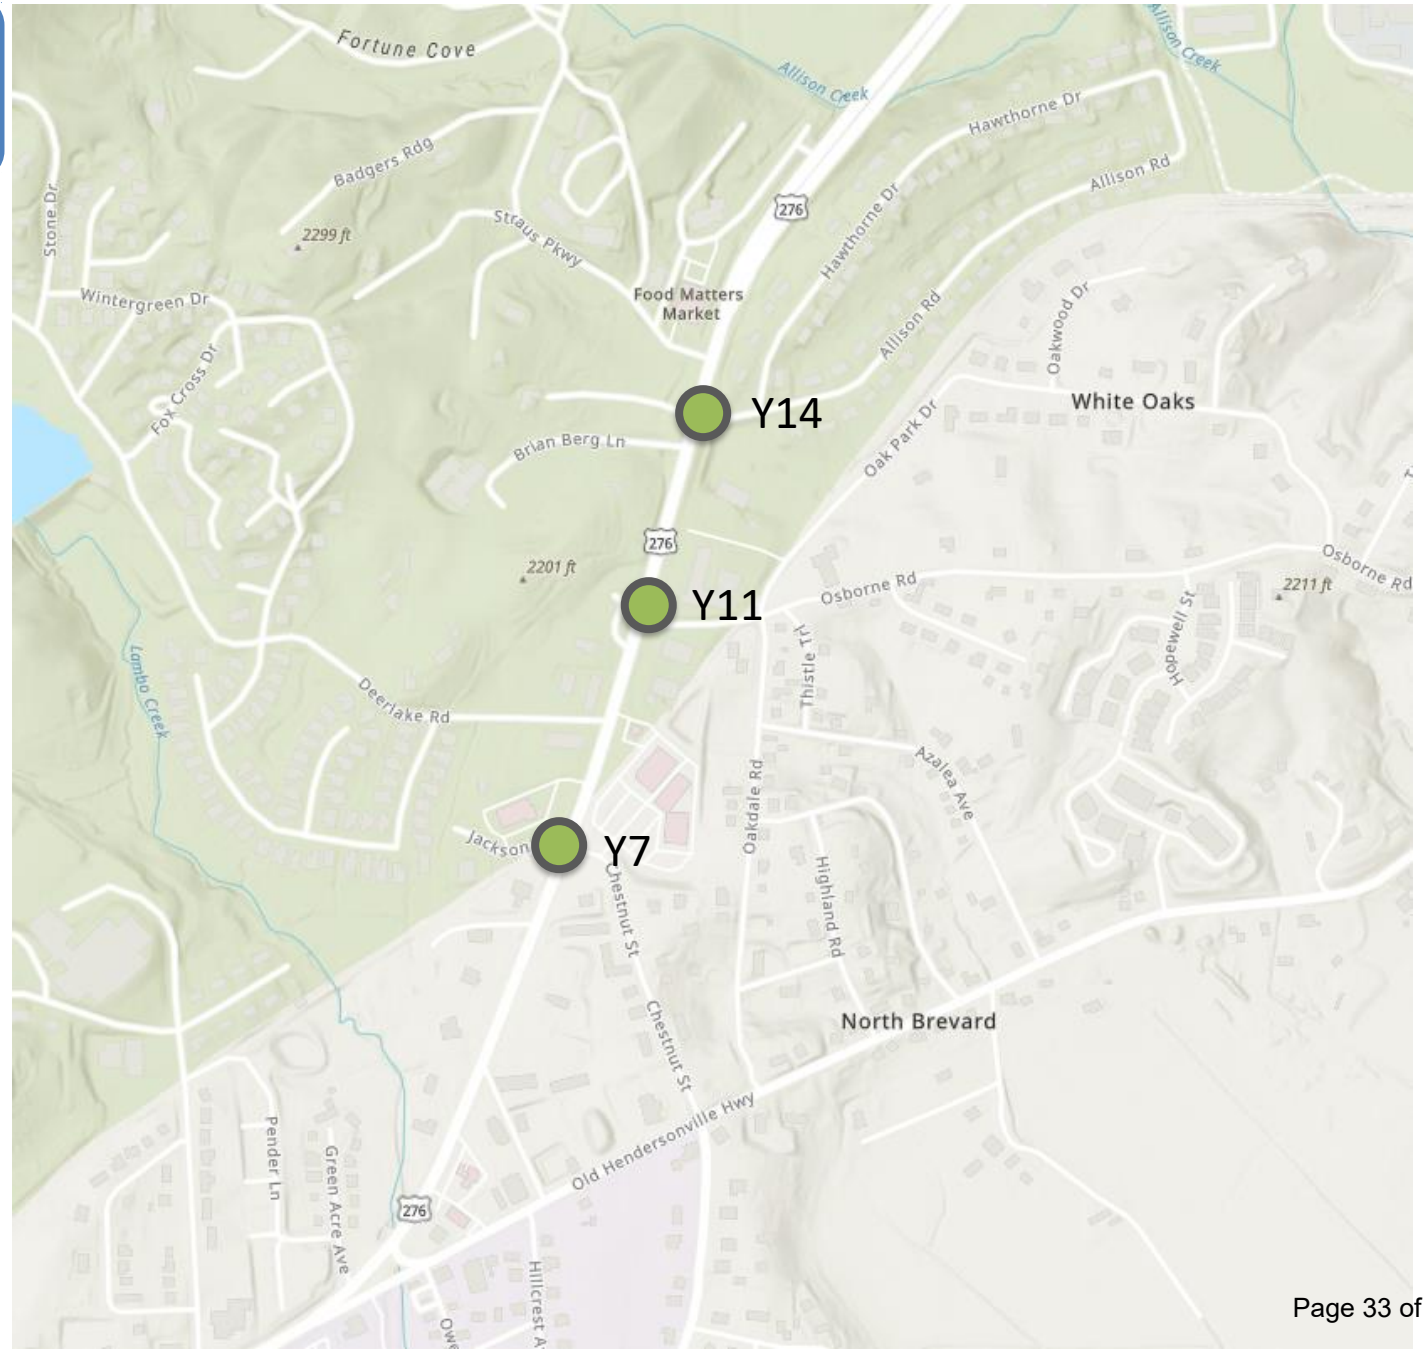 Fortune Cove
Allison Creek
Allison Creek
Hawthorne Dr
Badgers Rdg
Allison Rd
Stone Dr
276
Straus Pkwy
2299 ft
Hawthorne Dr
Wintergreen Dr
Food Matters
Market
Oakwood Dr
Allison Rd
Fox Cross Dr
White Oaks
Y14
Oak Park Dr
Brian Berg Ln
276
2201 ft
Osborne Rd
Osborne Rd
2211 ft
Y11
Hopewell St
Thistle Trl
Lambo Creek
Deerlake Rd
Azalea Ave
Oakdale Rd
Jackson
Y7
Chestnut St
Highland Rd
Chestnut St
North Brevard
Old Hendersonville Hwy
Pender Ln
Green Acre Ave
276
Hillcrest A
Owe
Page 33 of